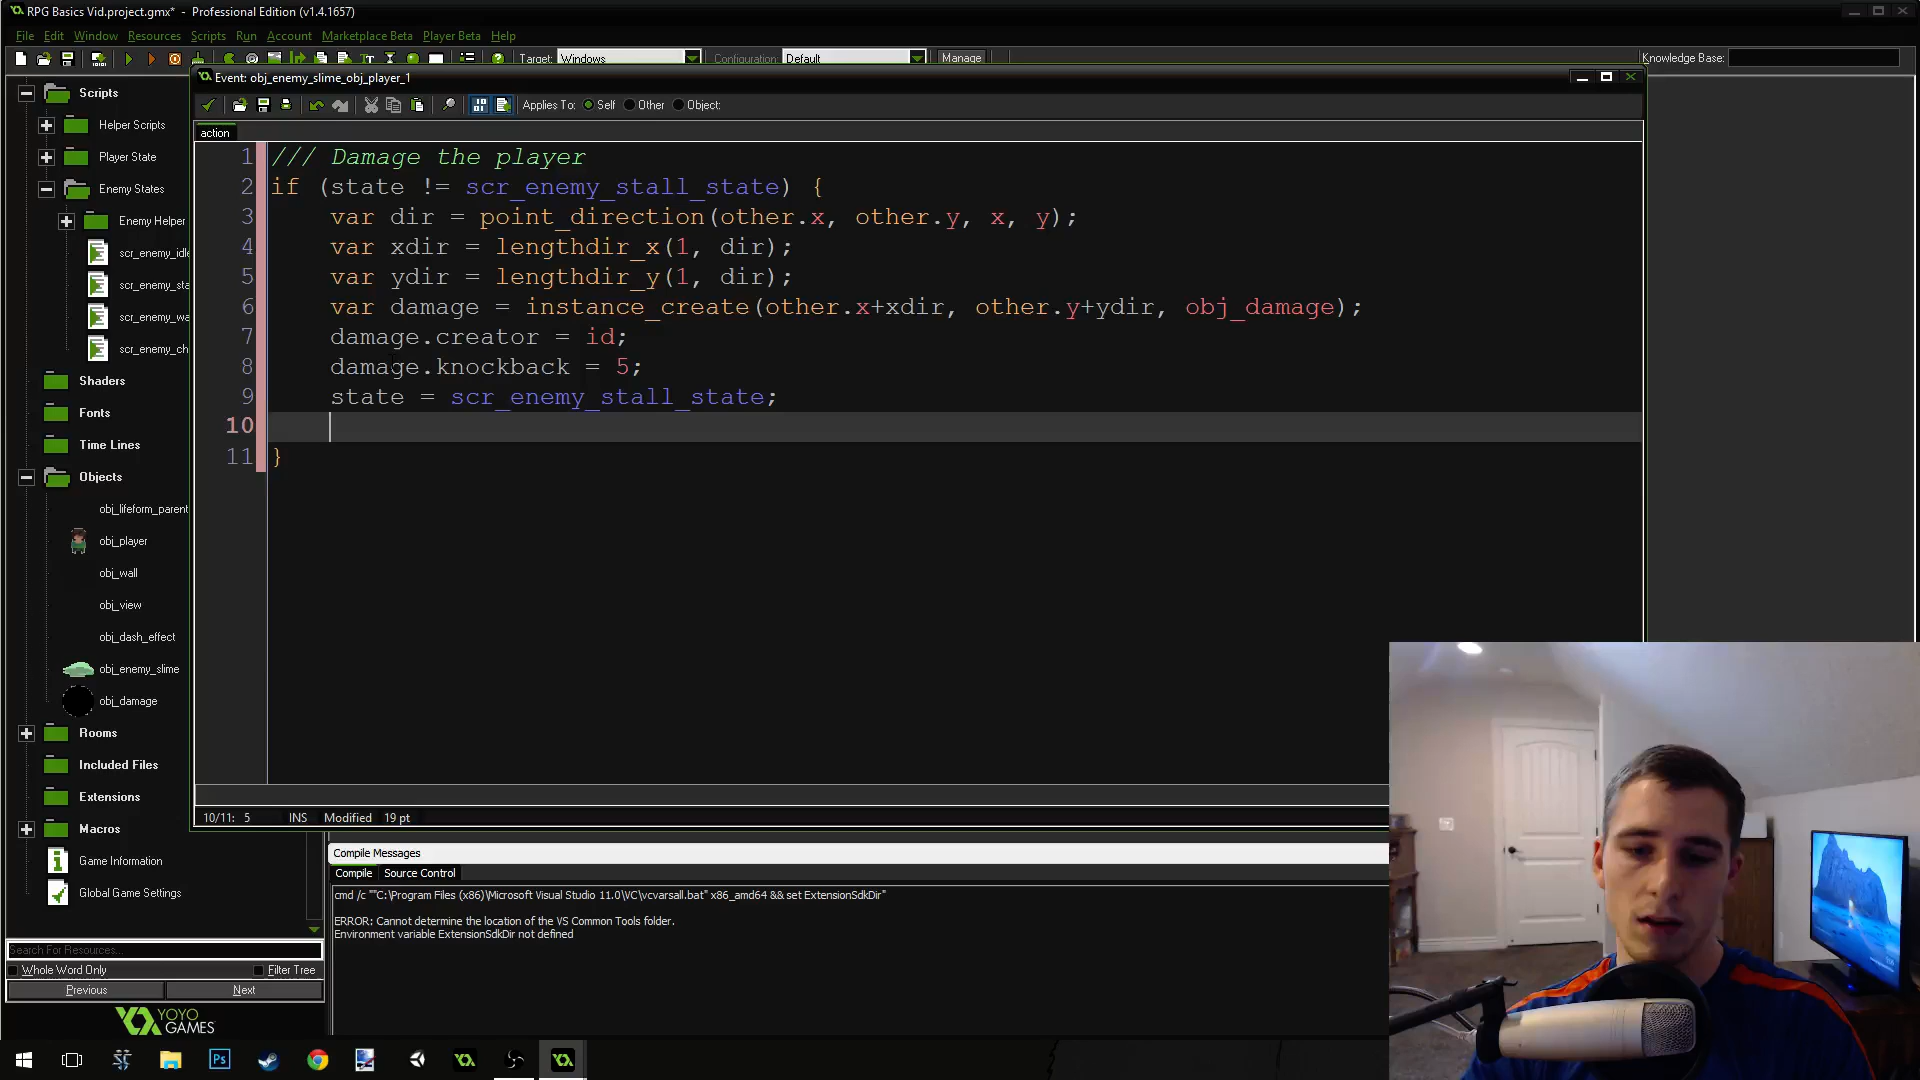 RPG Basics Vid.project.gmx* - Professional Edition (v1.4.1657)
File Edit Window Resources Scripts Run Account Marketplace Beta Player Beta Help
Target: Windows Configuration: Default Manage Knowledge Base:
Event: obj_enemy_slime_obj_player_1
Applies To: Self Other Object:
action
1 /// Damage the player
2 if (state != scr_enemy_stall_state) {
3 var dir = point_direction(other.x, other.y, x, y);
4 var xdir = lengthdir_x(1, dir);
5 var ydir = lengthdir_y(1, dir);
6 var damage = instance_create(other.x+xdir, other.y+ydir, obj_damage);
7 damage.creator = id;
8 damage.knockback = 5;
9 state = scr_enemy_stall_state;
10
11 }
10/11: 5 INS Modified 19 pt
Scripts
Helper Scripts
Player State
Enemy States
Enemy Helper
scr_enemy_idle
scr_enemy_sta
scr_enemy_wa
scr_enemy_ch
Shaders
Fonts
Time Lines
Objects
obj_lifeform_parent
obj_player
obj_wall
obj_view
obj_dash_effect
obj_enemy_slime
obj_damage
Rooms
Included Files
Extensions
Macros
Game Information
Global Game Settings
Search For Resources...
Whole Word Only Filter Tree
Previous Next
YOYO
GAMES
Compile Messages
Compile Source Control
cmd /c ""C:\Program Files (x86)\Microsoft Visual Studio 11.0\VC\vcvarsall.bat" x86_amd64 && set ExtensionSdkDir"
ERROR: Cannot determine the location of the VS Common Tools folder.
Environment variable ExtensionSdkDir not defined
Ps